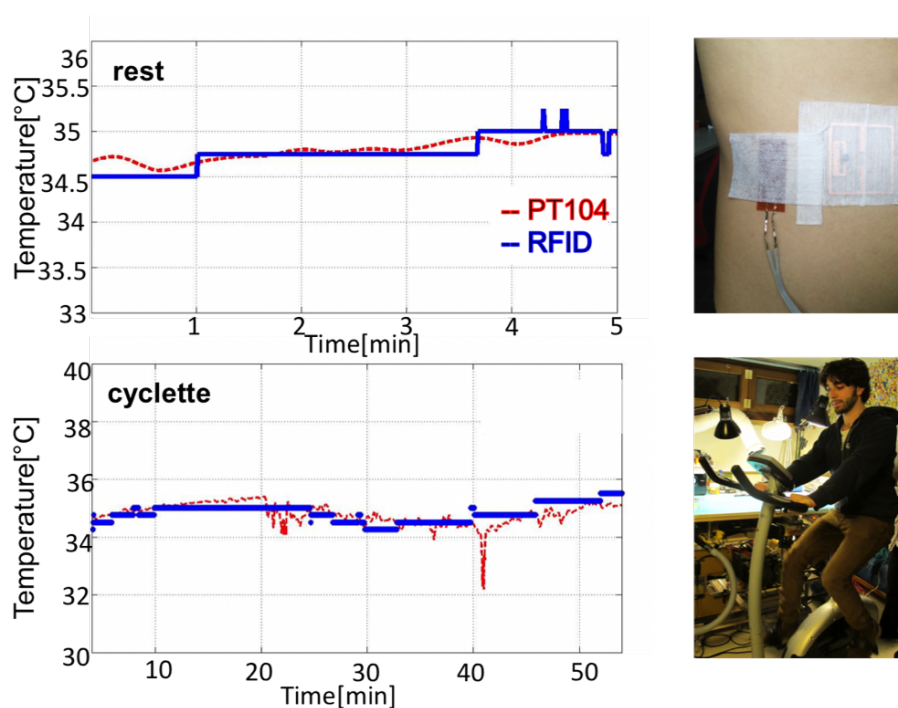 36
rest
35.5
35
34.5
34
33.5
33
Temperature[°C]
-- PT104
-- RFID
1 2 3 4 5
Time[min]
40
cyclette
38
36
34
32
30
Temperature[°C]
10 20 30 40 50
Time[min]